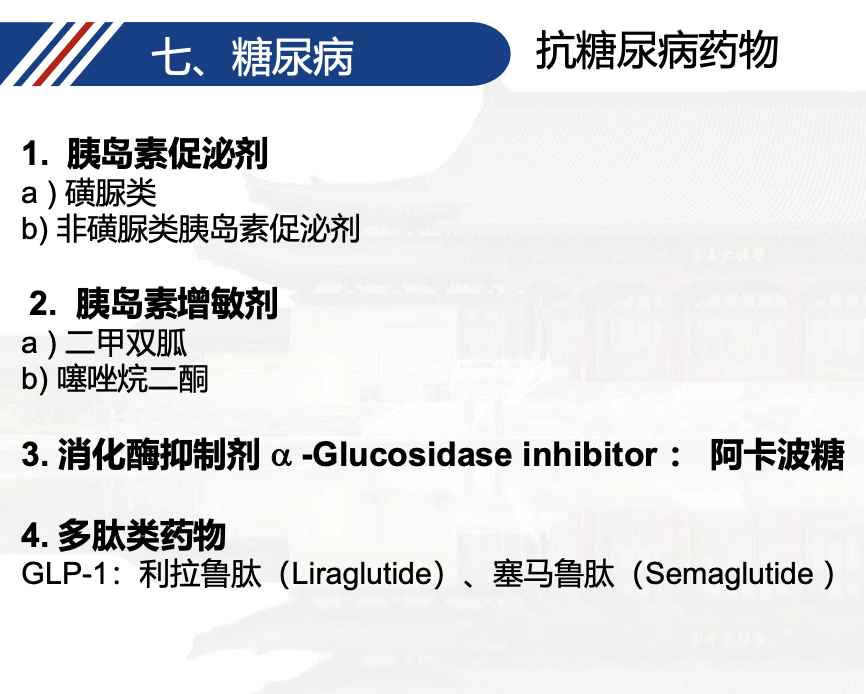 七、糖尿病
抗糖尿病药物
1. 胰岛素促泌剂
a ) 磺脲类
b) 非磺脲类胰岛素促泌剂
2. 胰岛素增敏剂
a ) 二甲双胍
b) 噻唑烷二酮
3. 消化酶抑制剂 α -Glucosidase inhibitor： 阿卡波糖
4. 多肽类药物
GLP-1：利拉鲁肽（Liraglutide）、塞马鲁肽（Semaglutide ）